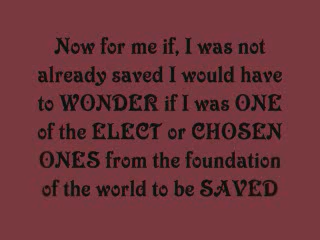 Now for me if, I was not
already saved I would have
to WONDER if I was ONE
of the ELECT or CHOSEN
ONES from the foundation
of the world to be SAVED